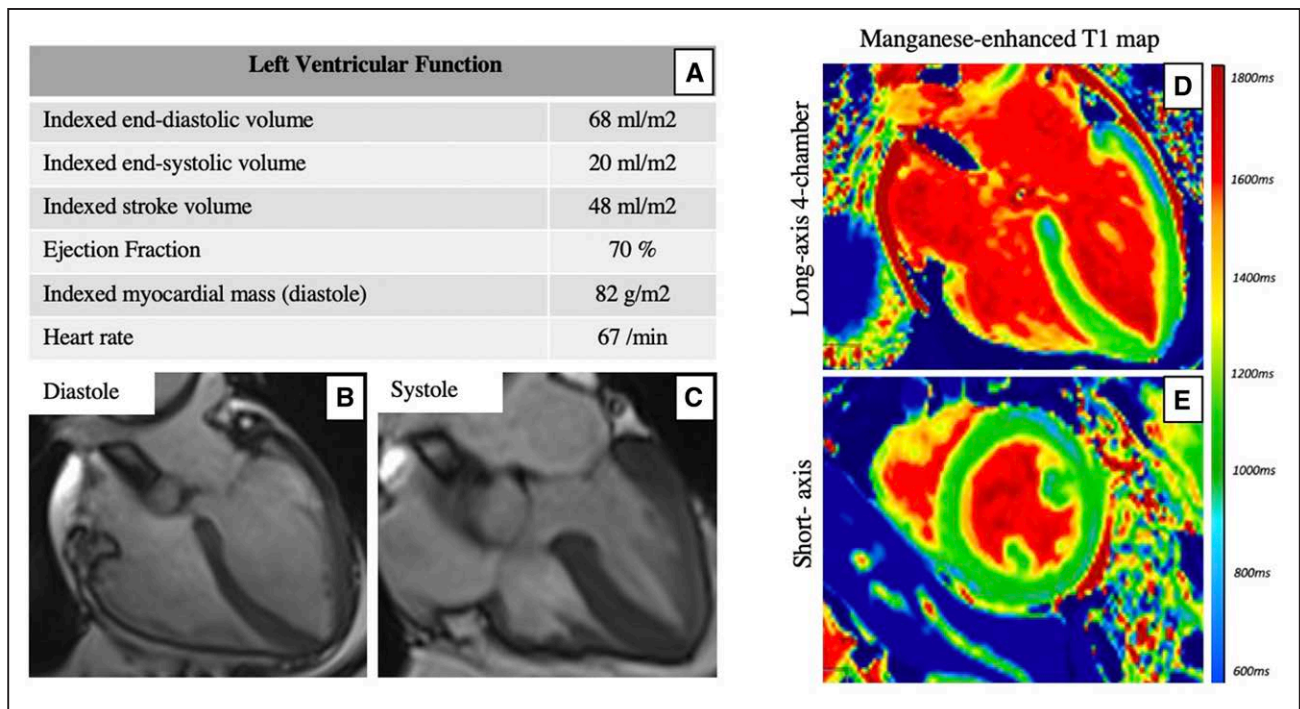 Left Ventricular Function
A
Indexed end-diastolic volume 68 ml/m2
Indexed end-systolic volume 20 ml/m2
Indexed stroke volume 48 ml/m2
Ejection Fraction 70 %
Indexed myocardial mass (diastole) 82 g/m2
Heart rate 67 /min
Diastole
B
Systole
C
Manganese-enhanced T1 map
Long-axis 4-chamber
D
Short- axis
E
1800ms
1600ms
1400ms
1200ms
1000ms
800ms
600ms